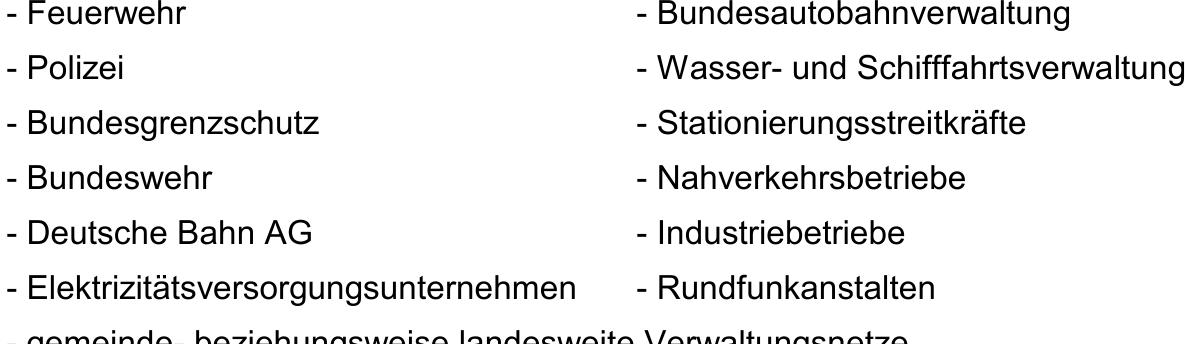 - Feuerwehr - Bundesautobahnverwaltung
- Polizei - Wasser- und Schifffahrtsverwaltung
- Bundesgrenzschutz - Stationierungsstreitkräfte
- Bundeswehr - Nahverkehrsbetriebe
- Deutsche Bahn AG - Industriebetriebe
- Elektrizitätsversorgungsunternehmen - Rundfunkanstalten
- gemeinde- beziehungsweise landesweite Verwaltungsnetze